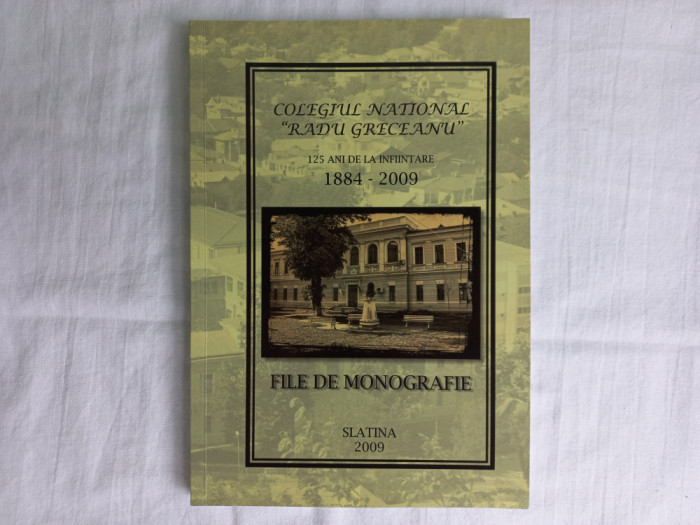 COLEGIUL NATIONAL
"RADU GRECEANU"
125 ANI DE LA INFIINTARE
1884 - 2009
FILE DE MONOGRAFIE
SLATINA
2009